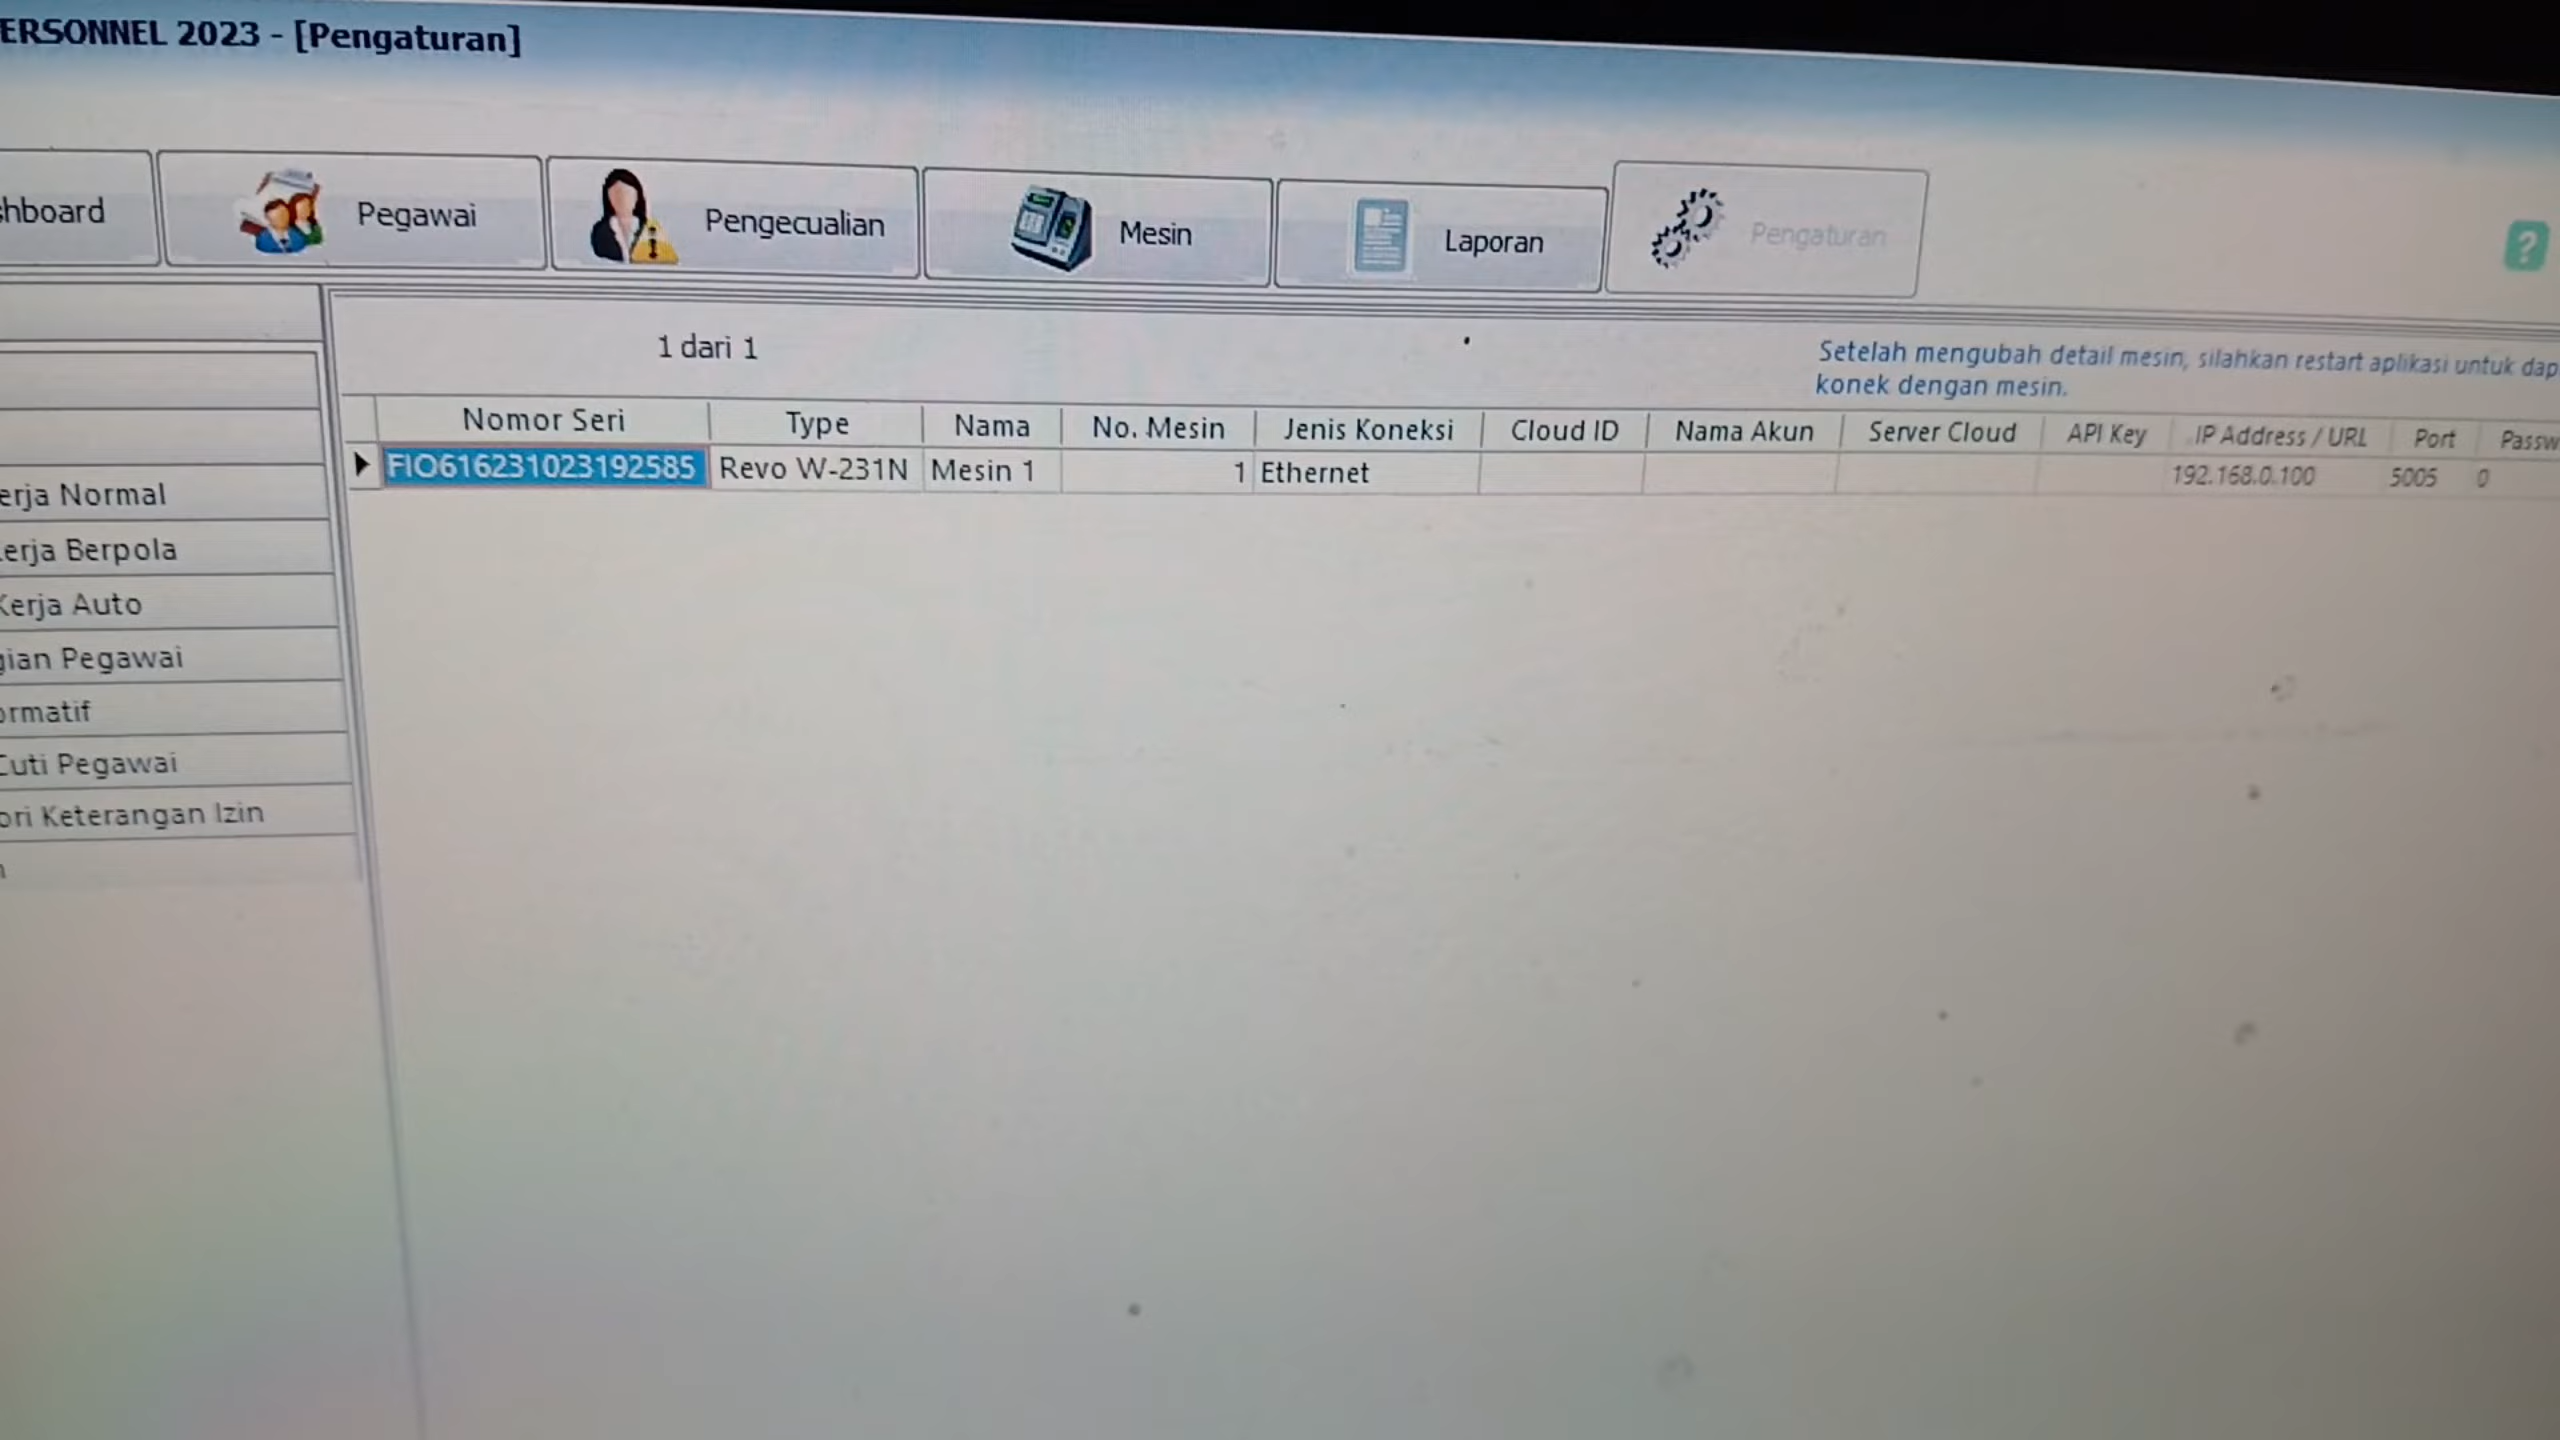 ERSONNEL 2023 - [Pengaturan]
hboard Pegawai Pengecualian Mesin Laporan Pengaturan ?
1 dari 1
Setelah mengubah detail mesin, silahkan restart aplikasi untuk dap
konek dengan mesin.
Nomor Seri Type Nama No. Mesin Jenis Koneksi Cloud ID Nama Akun Server Cloud API Key IP Address / URL Port Passw
FIO616231023192585 Revo W-231N Mesin 1 1 Ethernet 192.168.0.100 5005 0
erja Normal
erja Berpola
Kerja Auto
gian Pegawai
ormatif
Cuti Pegawai
ori Keterangan Izin